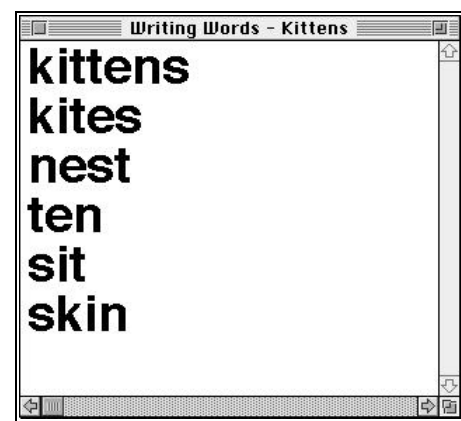 Writing Words - Kittens
kittens
kites
nest
ten
sit
skin